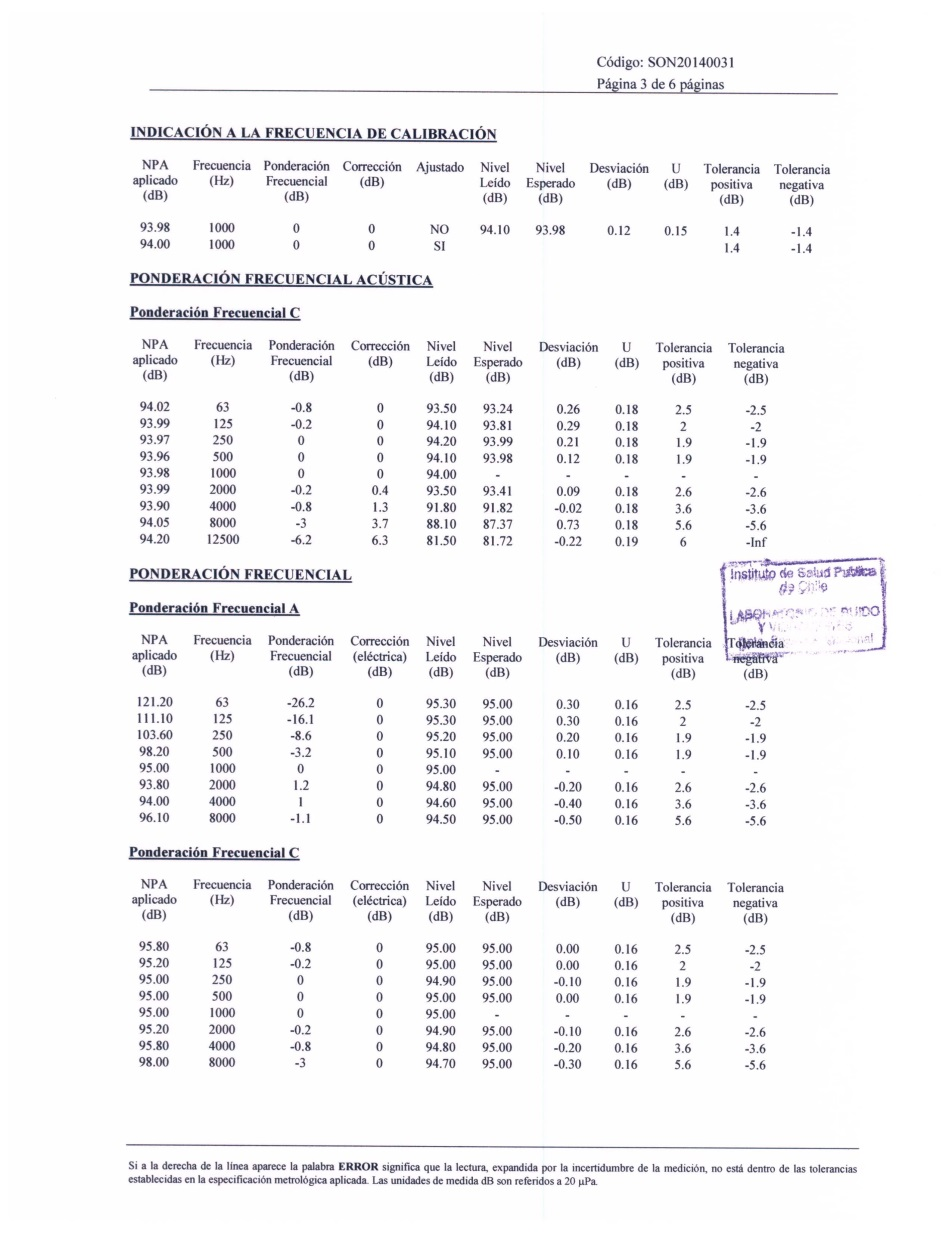 Código: SON20140031
Página 3 de 6 páginas
INDICACIÓN A LA FRECUENCIA DE CALIBRACIÓN
NPA Frecuencia Ponderación Corrección Ajustado Nivel Nivel Desviación U Tolerancia Tolerancia
aplicado (Hz) Frecuencial (dB) Leído Esperado (dB) (dB) positiva negativa
(dB) (dB) (dB) (dB) (dB) (dB)
93.98 1000 0 0 NO 94.10 93.98 0.12 0.15 1.4 -1.4
94.00 1000 0 0 SI 1.4 -1.4
PONDERACIÓN FRECUENCIAL ACÚSTICA
Ponderación Frecuencial C
NPA Frecuencia Ponderación Corrección Nivel Nivel Desviación U Tolerancia Tolerancia
aplicado (Hz) Frecuencial (dB) Leído Esperado (dB) (dB) positiva negativa
(dB) (dB) (dB) (dB) (dB) (dB)
94.02 63 -0.8 0 93.50 93.24 0.26 0.18 2.5 -2.5
93.99 125 -0.2 0 94.10 93.81 0.29 0.18 2 -2
93.97 250 0 0 94.20 93.99 0.21 0.18 1.9 -1.9
93.96 500 0 0 94.10 93.98 0.12 0.18 1.9 -1.9
93.98 1000 0 0 94.00 - - - - -
93.99 2000 -0.2 0.4 93.50 93.41 0.09 0.18 2.6 -2.6
93.90 4000 -0.8 1.3 91.80 91.82 -0.02 0.18 3.6 -3.6
94.05 8000 -3 3.7 88.10 87.37 0.73 0.18 5.6 -5.6
94.20 12500 -6.2 6.3 81.50 81.72 -0.22 0.19 6 -Inf
Instituto de Salud Publica
de Chile
LABORATORIO DE RUIDO
PONDERACIÓN FRECUENCIAL
Ponderación Frecuencial A
NPA Frecuencia Ponderación Corrección Nivel Nivel Desviación U Tolerancia Tolerancia
aplicado (Hz) Frecuencial (eléctrica) Leído Esperado (dB) (dB) positiva negativa
(dB) (dB) (dB) (dB) (dB) (dB) (dB)
121.20 63 -26.2 0 95.30 95.00 0.30 0.16 2.5 -2.5
111.10 125 -16.1 0 95.30 95.00 0.30 0.16 2 -2
103.60 250 -8.6 0 95.20 95.00 0.20 0.16 1.9 -1.9
98.20 500 -3.2 0 95.10 95.00 0.10 0.16 1.9 -1.9
95.00 1000 0 0 95.00 - - - - -
93.80 2000 1.2 0 94.80 95.00 -0.20 0.16 2.6 -2.6
94.00 4000 1 0 94.60 95.00 -0.40 0.16 3.6 -3.6
96.10 8000 -1.1 0 94.50 95.00 -0.50 0.16 5.6 -5.6
Ponderación Frecuencial C
NPA Frecuencia Ponderación Corrección Nivel Nivel Desviación U Tolerancia Tolerancia
aplicado (Hz) Frecuencial (eléctrica) Leído Esperado (dB) (dB) positiva negativa
(dB) (dB) (dB) (dB) (dB) (dB) (dB)
95.80 63 -0.8 0 95.00 95.00 0.00 0.16 2.5 -2.5
95.20 125 -0.2 0 95.00 95.00 0.00 0.16 2 -2
95.00 250 0 0 94.90 95.00 -0.10 0.16 1.9 -1.9
95.00 500 0 0 95.00 95.00 0.00 0.16 1.9 -1.9
95.00 1000 0 0 95.00 - - - - -
95.20 2000 -0.2 0 94.90 95.00 -0.10 0.16 2.6 -2.6
95.80 4000 -0.8 0 94.80 95.00 -0.20 0.16 3.6 -3.6
98.00 8000 -3 0 94.70 95.00 -0.30 0.16 5.6 -5.6
Si a la derecha de la línea aparece la palabra ERROR significa que la lectura, expandida por la incertidumbre de la medición, no está dentro de las tolerancias
establecidas en la especificación metrológica aplicada. Las unidades de medida dB son referidos a 20 µPa.